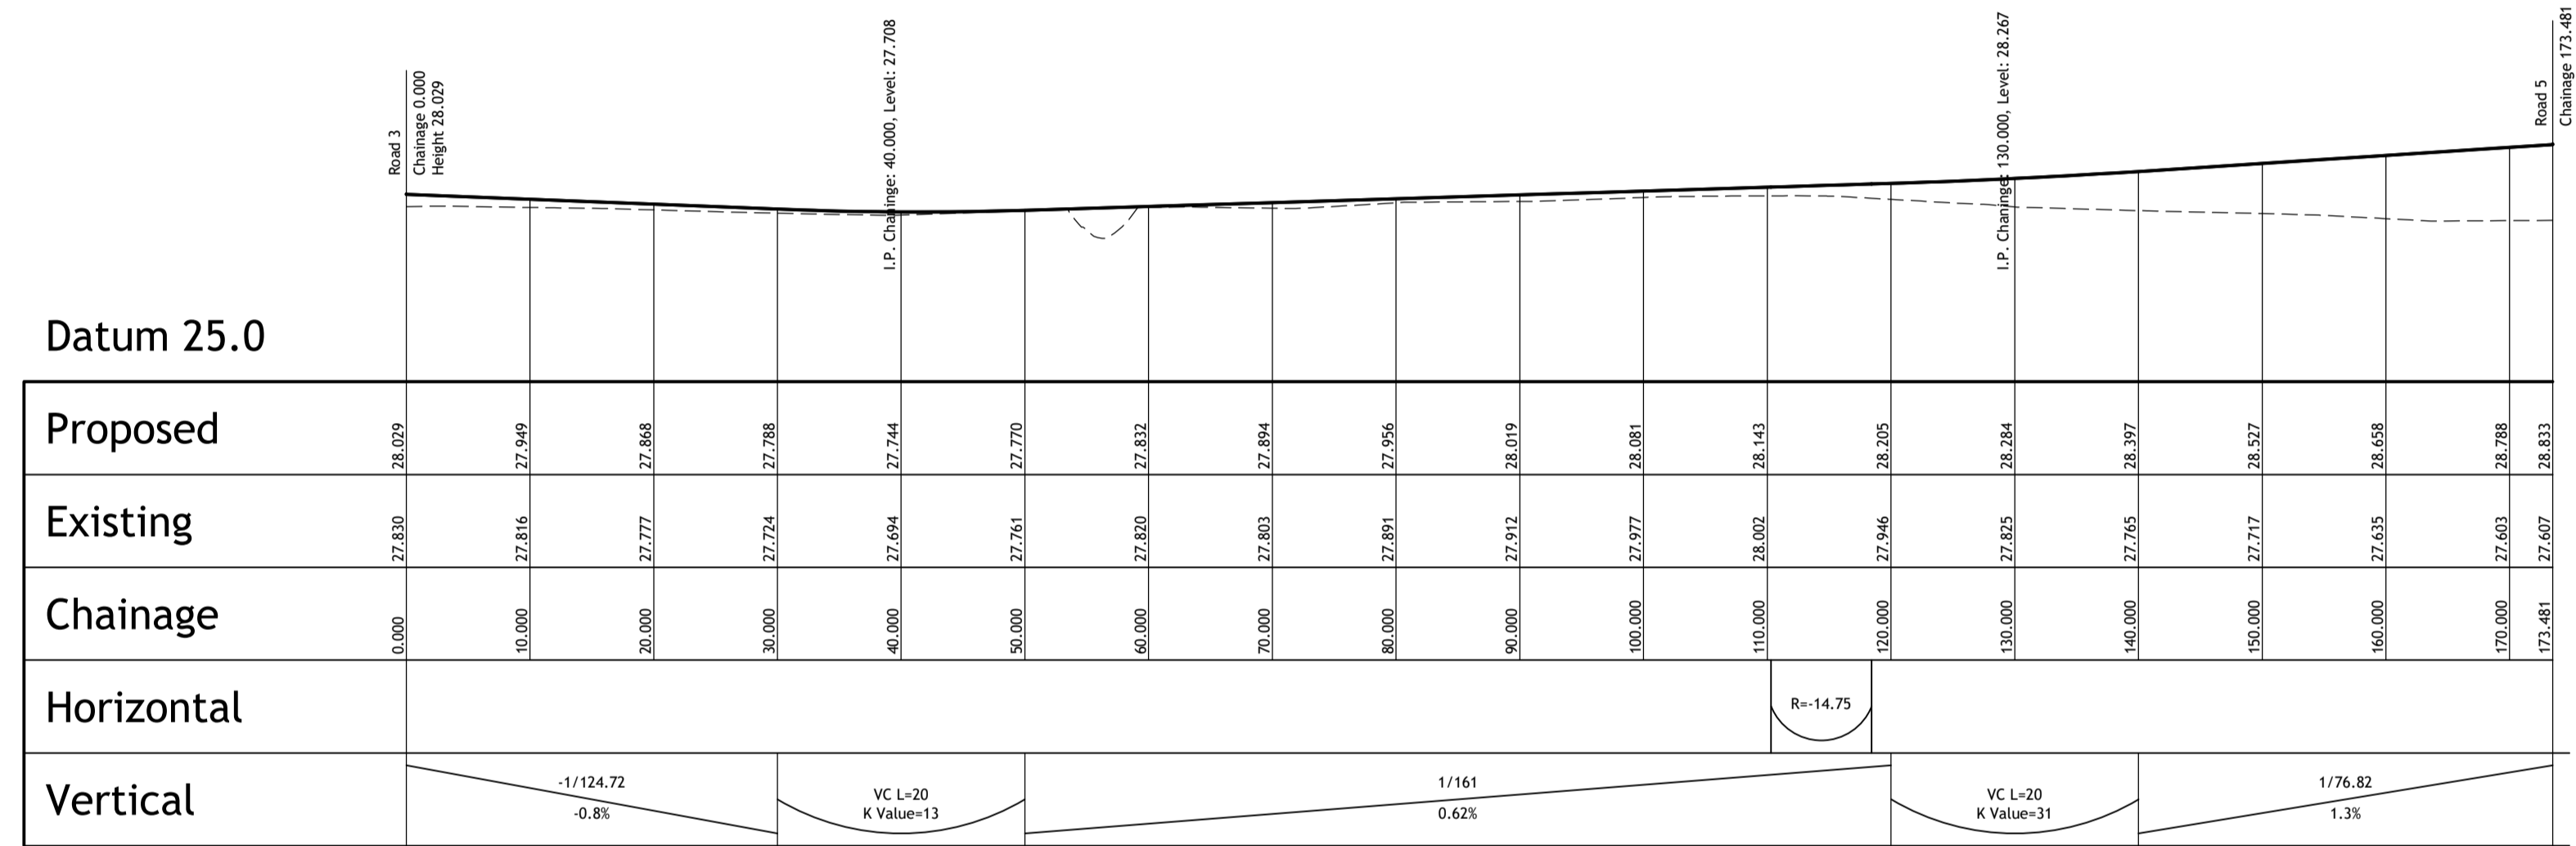 Road 3
Chainage 0.000
Height 28.029
I.P. Chaninge: 40.000, Level: 27.708
I.P. Chaninge: 130.000, Level: 28.267
Road 5
Chainage 173.481
Datum 25.0
Proposed 28.029 27.949 27.868 27.788 27.744 27.770 27.832 27.894 27.956 28.019 28.081 28.143 28.205 28.284 28.397 28.527 28.658 28.788 28.833
Existing 27.830 27.816 27.777 27.724 27.694 27.761 27.820 27.803 27.891 27.912 27.977 28.002 27.946 27.825 27.765 27.717 27.635 27.603 27.607
Chainage 0.000 10.000 20.000 30.000 40.000 50.000 60.000 70.000 80.000 90.000 100.000 110.000 120.000 130.000 140.000 150.000 160.000 170.000 173.481
Horizontal R=-14.75
Vertical
-1/124.72
-0.8%
VC L=20
K Value=13
1/161
0.62%
VC L=20
K Value=31
1/76.82
1.3%